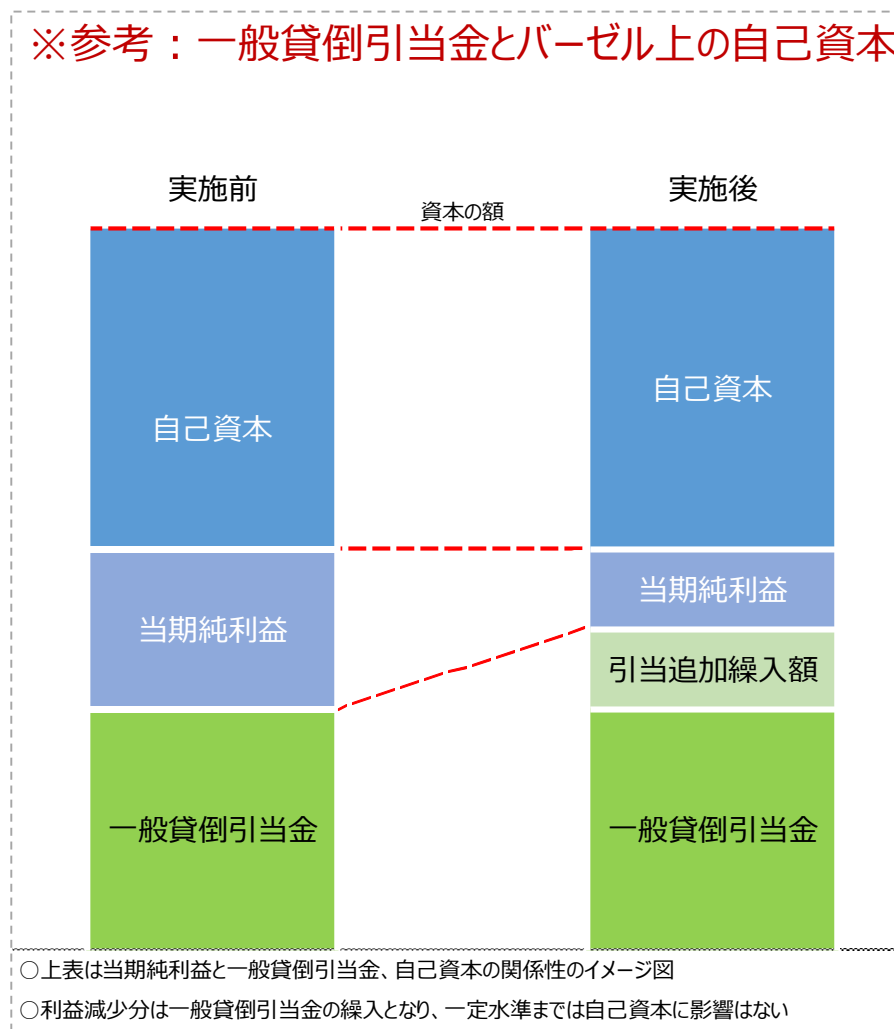 ※参考：一般貸倒引当金とバーゼル上の自己資本
実施前
実施後
資本の額
自己資本
自己資本
当期純利益
当期純利益
引当追加繰入額
一般貸倒引当金
一般貸倒引当金
○上表は当期純利益と一般貸倒引当金、自己資本の関係性のイメージ図
○利益減少分は一般貸倒引当金の繰入となり、一定水準までは自己資本に影響はない